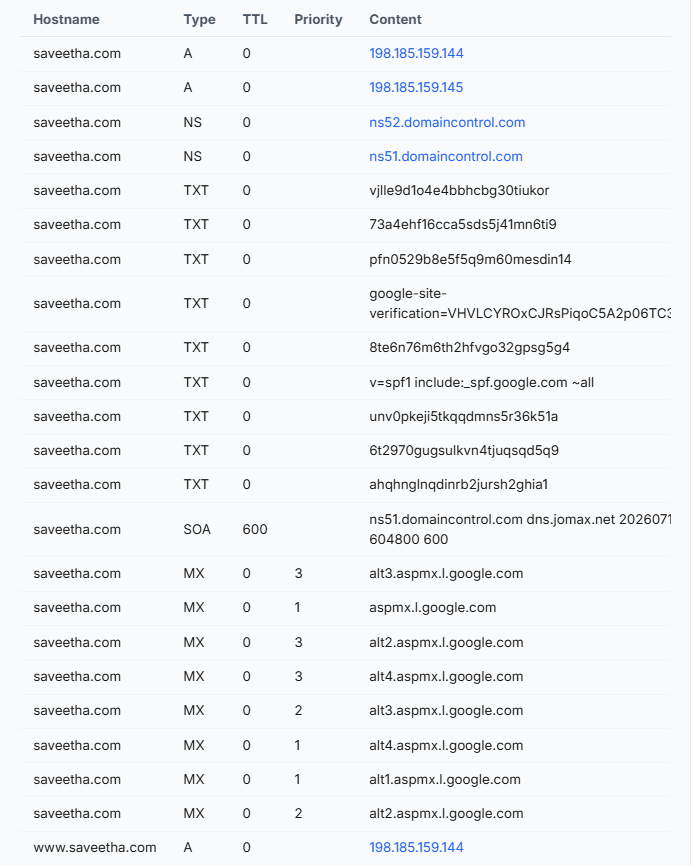 Hostname Type TTL Priority Content
saveetha.com A 0 198.185.159.144
saveetha.com A 0 198.185.159.145
saveetha.com NS 0 ns52.domaincontrol.com
saveetha.com NS 0 ns51.domaincontrol.com
saveetha.com TXT 0 vjlle9d1o4e4bbhcbg30tiukor
saveetha.com TXT 0 73a4ehf16cca5sds5j41mn6ti9
saveetha.com TXT 0 pfn0529b8e5f5q9m60mesdin14
google-site-
saveetha.com TXT 0 verification=VHVLCYROxCJRsPiqoC5A2p06TC3
saveetha.com TXT 0 8te6n76m6th2hfvgo32gpsg5g4
saveetha.com TXT 0 v=spf1 include:_spf.google.com ~all
saveetha.com TXT 0 unv0pkeji5tkqqdmns5r36k51a
saveetha.com TXT 0 6t2970gugsulkvn4tjuqsqd5q9
saveetha.com TXT 0 ahqhnglnqdinrb2jursh2ghia1
saveetha.com SOA 600 ns51.domaincontrol.com dns.jomax.net 2026071
604800 600
saveetha.com MX 0 3 alt3.aspmx.l.google.com
saveetha.com MX 0 1 aspmx.l.google.com
saveetha.com MX 0 3 alt2.aspmx.l.google.com
saveetha.com MX 0 3 alt4.aspmx.l.google.com
saveetha.com MX 0 2 alt3.aspmx.l.google.com
saveetha.com MX 0 1 alt4.aspmx.l.google.com
saveetha.com MX 0 1 alt1.aspmx.l.google.com
saveetha.com MX 0 2 alt2.aspmx.l.google.com
www.saveetha.com A 0 198.185.159.144